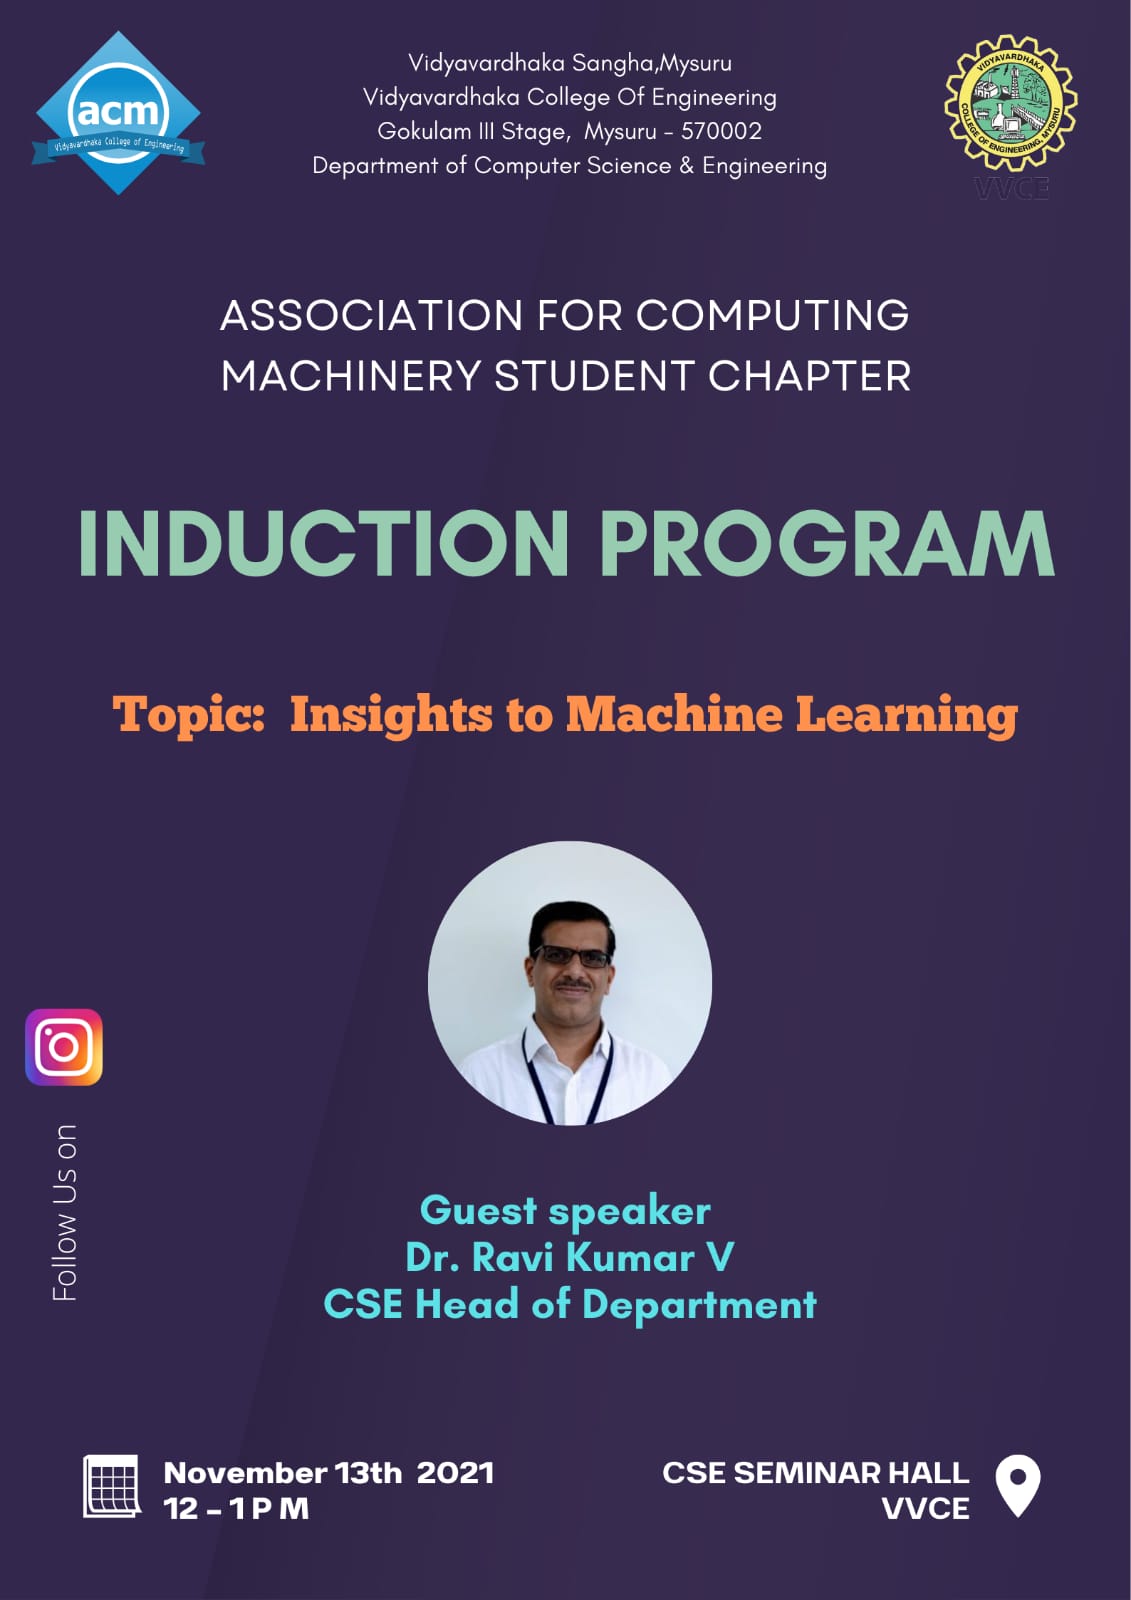 acm
Vidyavardhaka College of Engineering
Vidyavardhaka Sangha,Mysuru
Vidyavardhaka College Of Engineering
Gokulam III Stage, Mysuru - 570002
Department of Computer Science & Engineering
VIDYAVARDHAKA
COLLEGE OF ENGINEERING, MYSURU
VVCE
ASSOCIATION FOR COMPUTING
MACHINERY STUDENT CHAPTER
INDUCTION PROGRAM
Topic: Insights to Machine Learning
Follow Us on
Guest speaker
Dr. Ravi Kumar V
CSE Head of Department
November 13th 2021
12 - 1 P M
CSE SEMINAR HALL
VVCE